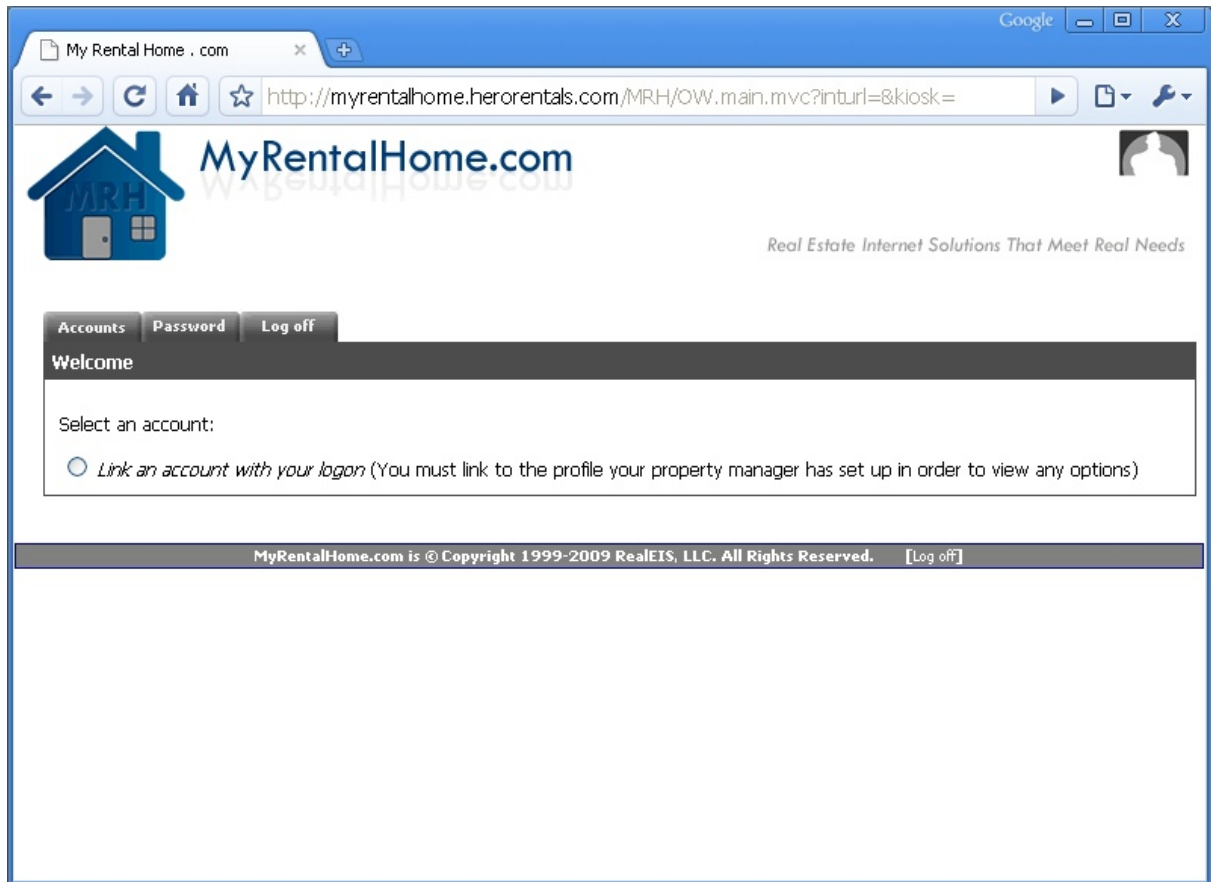 Google
My Rental Home . com
http://myrentalhome.herorentals.com/MRH/OW.main.mvc?inturl=&kiosk=
MRH
MyRentalHome.com
Real Estate Internet Solutions That Meet Real Needs
Accounts Password Log off
Welcome
Select an account:
Link an account with your logon (You must link to the profile your property manager has set up in order to view any options)
MyRentalHome.com is © Copyright 1999-2009 RealEIS, LLC. All Rights Reserved. [Log off]